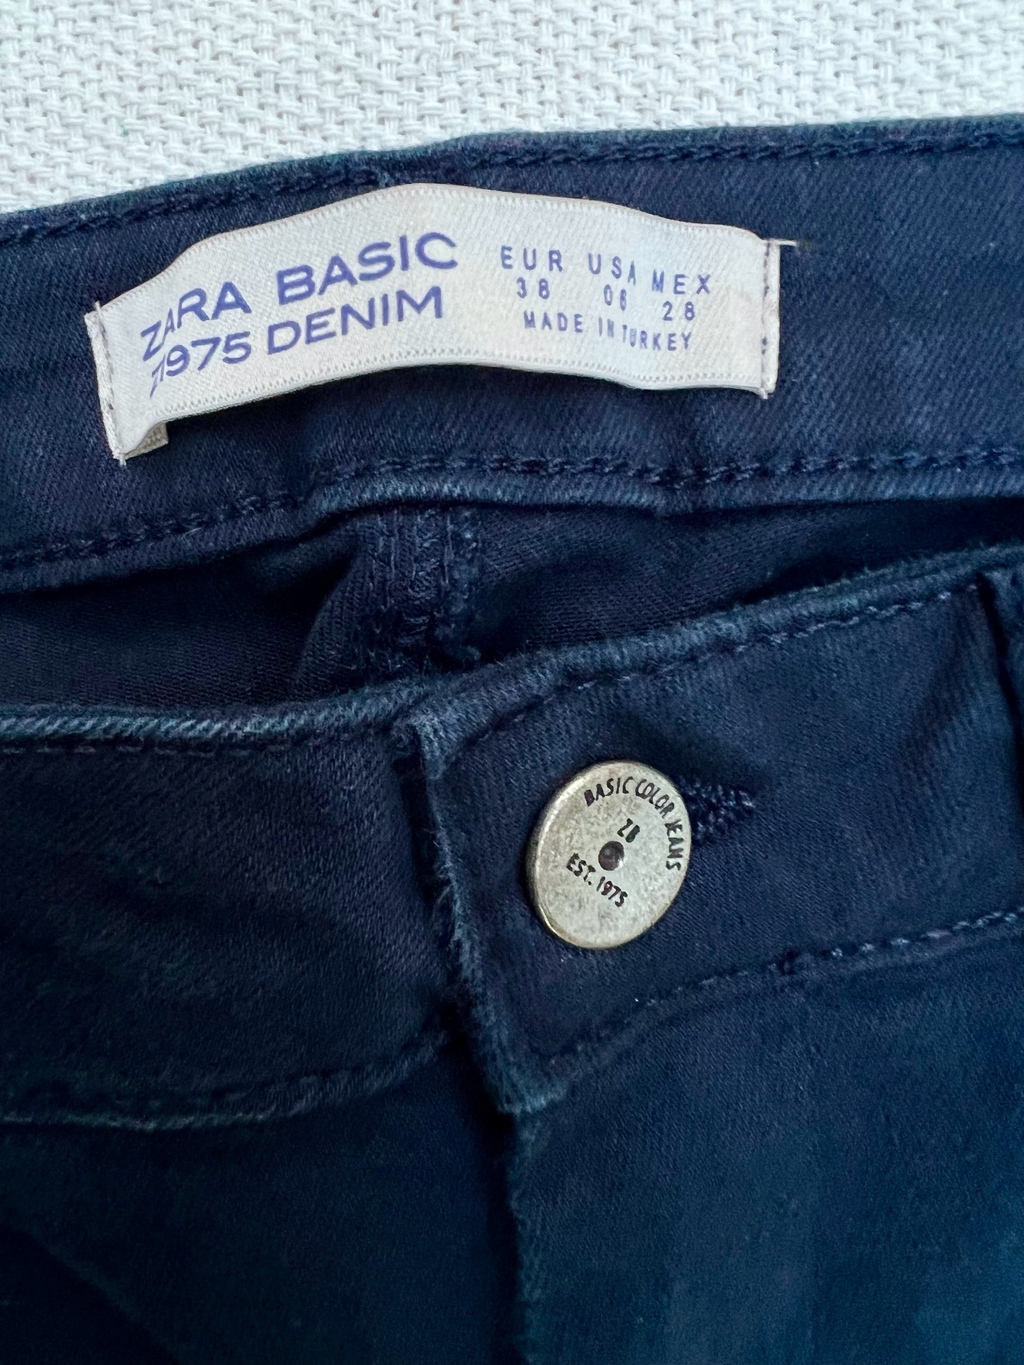 ZARA BASIC
Z1975 DENIM
EUR USA MEX
38 06 28
MADE IN TURKEY
BASIC COLOR JEANS
ZB
EST. 1975